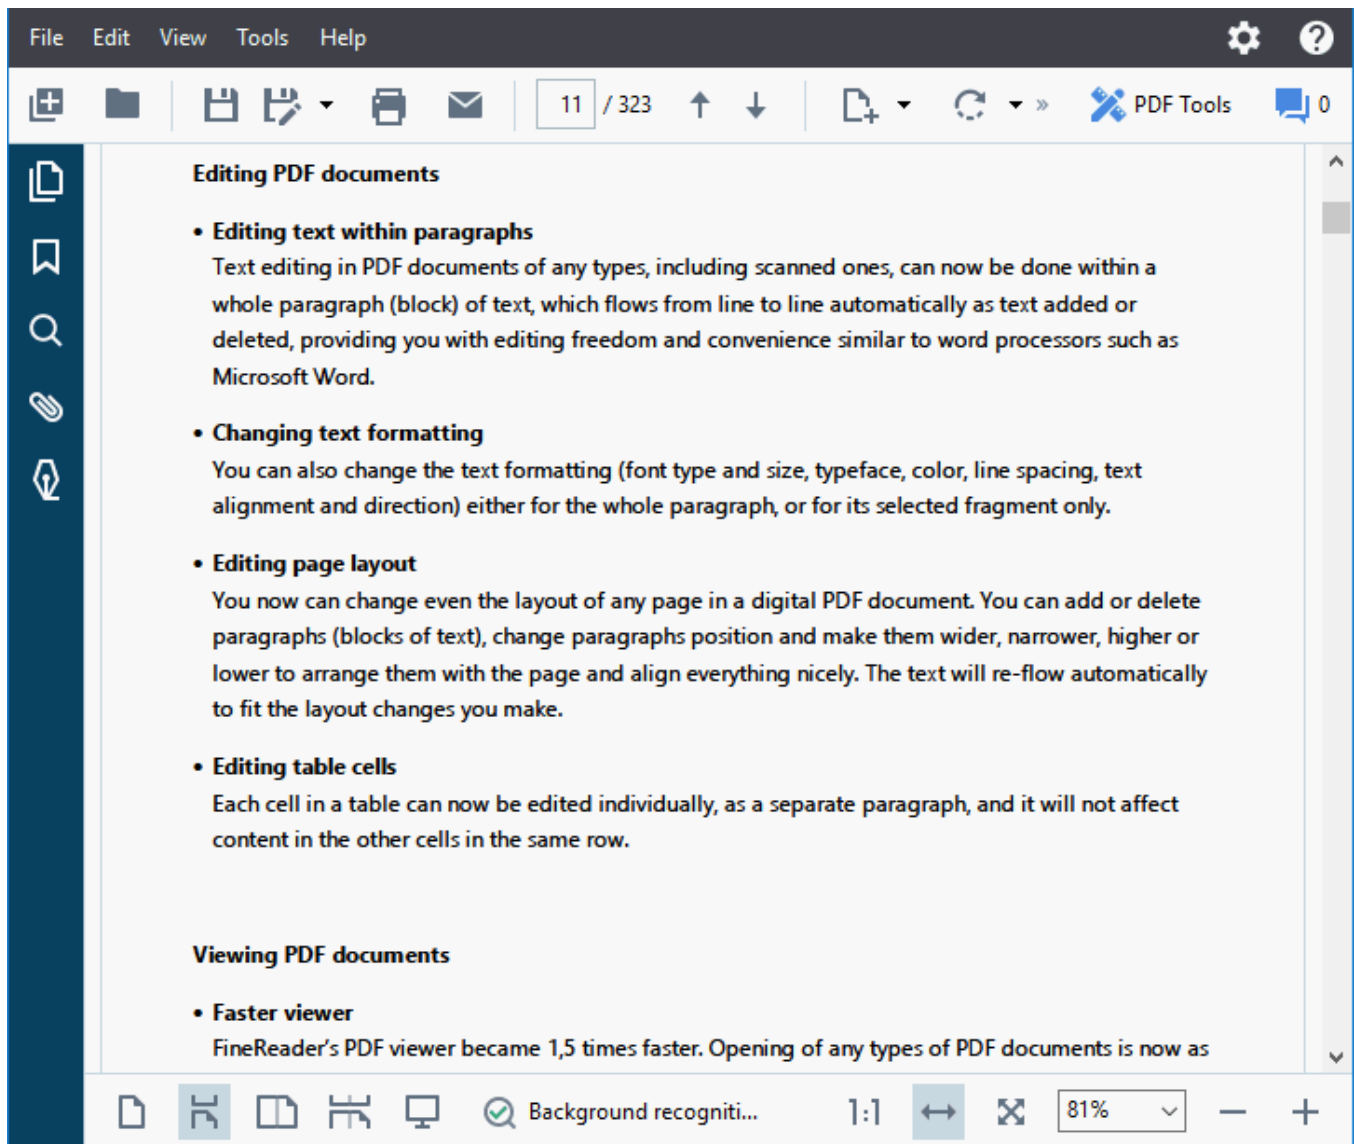 File Edit View Tools Help
11 / 323 » PDF Tools 0
Editing PDF documents
• Editing text within paragraphs
Text editing in PDF documents of any types, including scanned ones, can now be done within a
whole paragraph (block) of text, which flows from line to line automatically as text added or
deleted, providing you with editing freedom and convenience similar to word processors such as
Microsoft Word.
• Changing text formatting
You can also change the text formatting (font type and size, typeface, color, line spacing, text
alignment and direction) either for the whole paragraph, or for its selected fragment only.
• Editing page layout
You now can change even the layout of any page in a digital PDF document. You can add or delete
paragraphs (blocks of text), change paragraphs position and make them wider, narrower, higher or
lower to arrange them with the page and align everything nicely. The text will re-flow automatically
to fit the layout changes you make.
• Editing table cells
Each cell in a table can now be edited individually, as a separate paragraph, and it will not affect
content in the other cells in the same row.
Viewing PDF documents
• Faster viewer
FineReader's PDF viewer became 1,5 times faster. Opening of any types of PDF documents is now as
Background recogniti... 1:1 81%